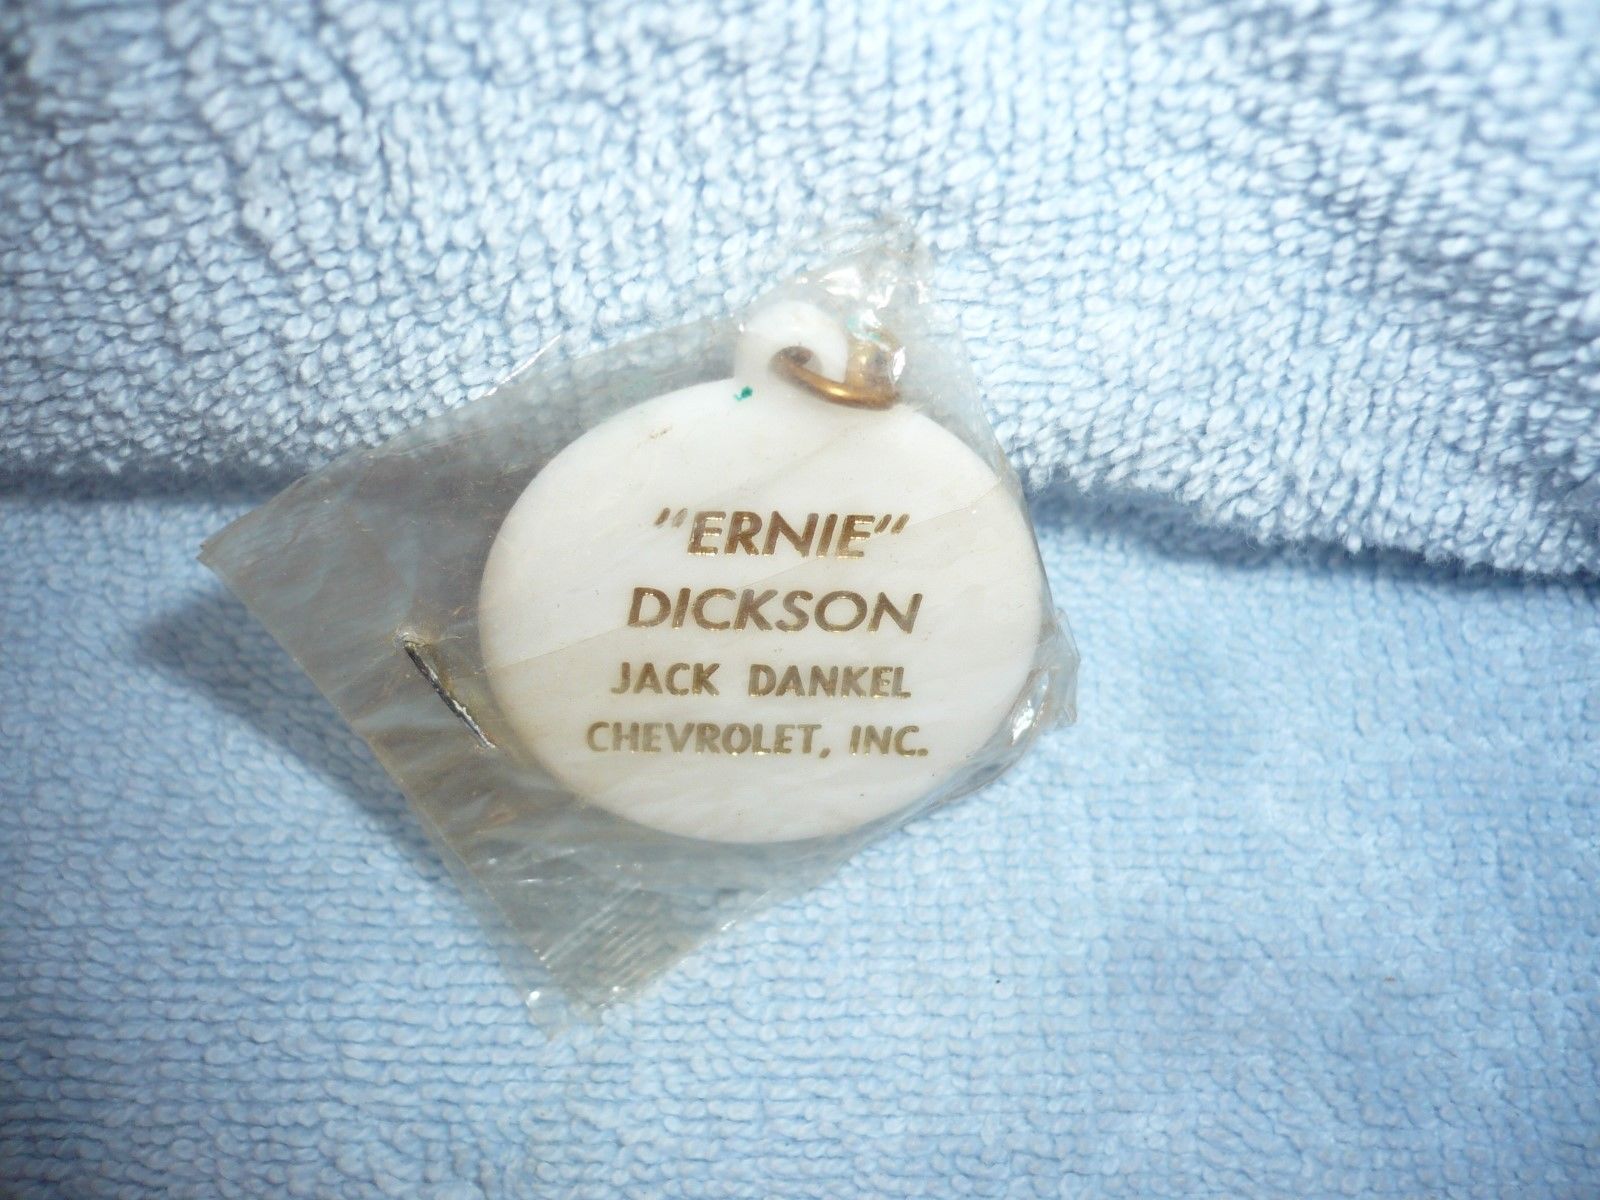 "ERNIE"
DICKSON
JACK DANKEL
CHEVROLET, INC.